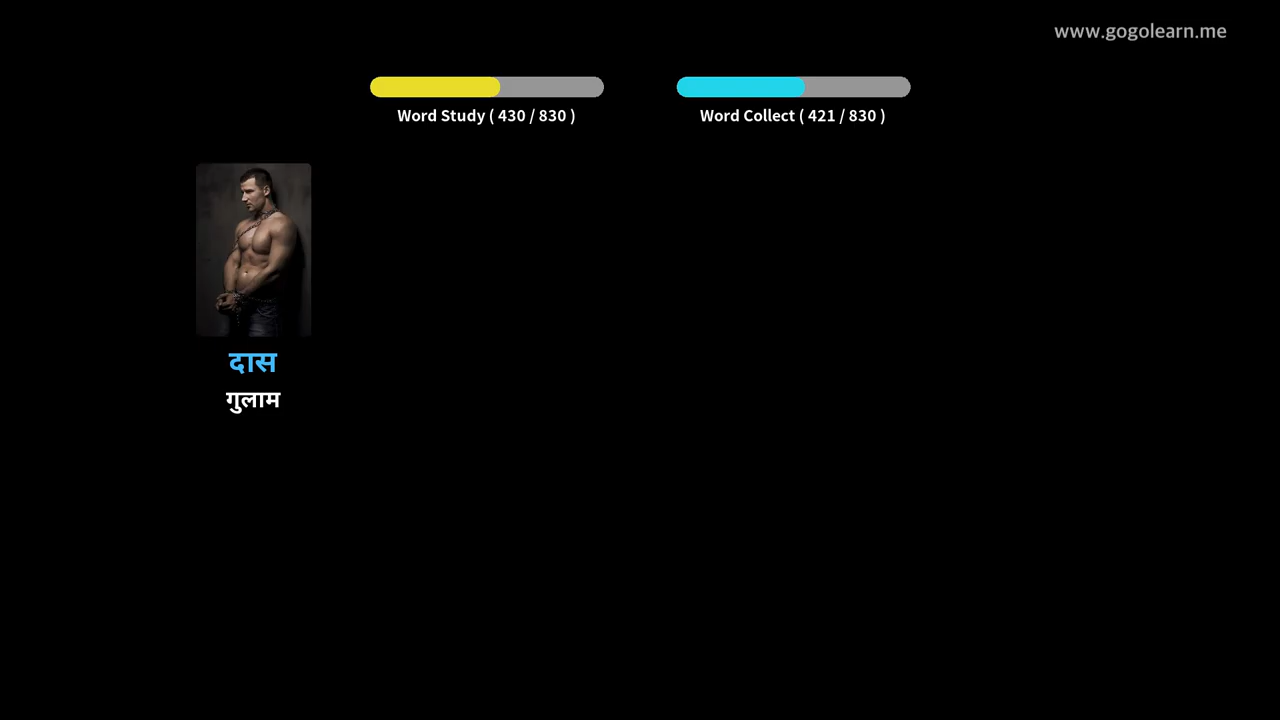 www.gogolearn.me
Word Study ( 430 / 830 )
Word Collect ( 421 / 830 )
दास
गुलाम